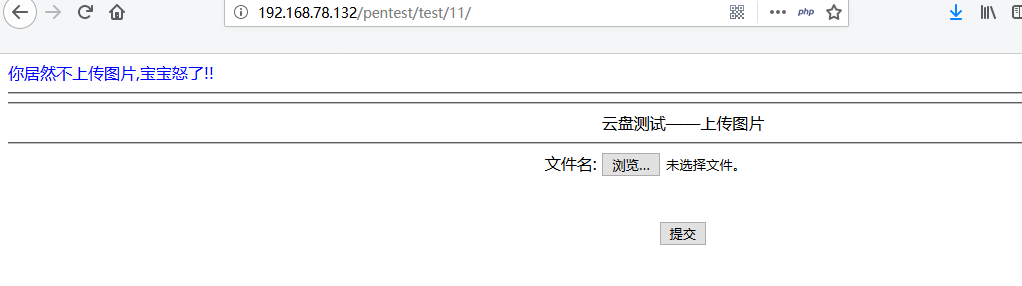 192.168.78.132/pentest/test/11/
php
你居然不上传图片,宝宝怒了!!
云盘测试——上传图片
文件名: 浏览... 未选择文件。
提交